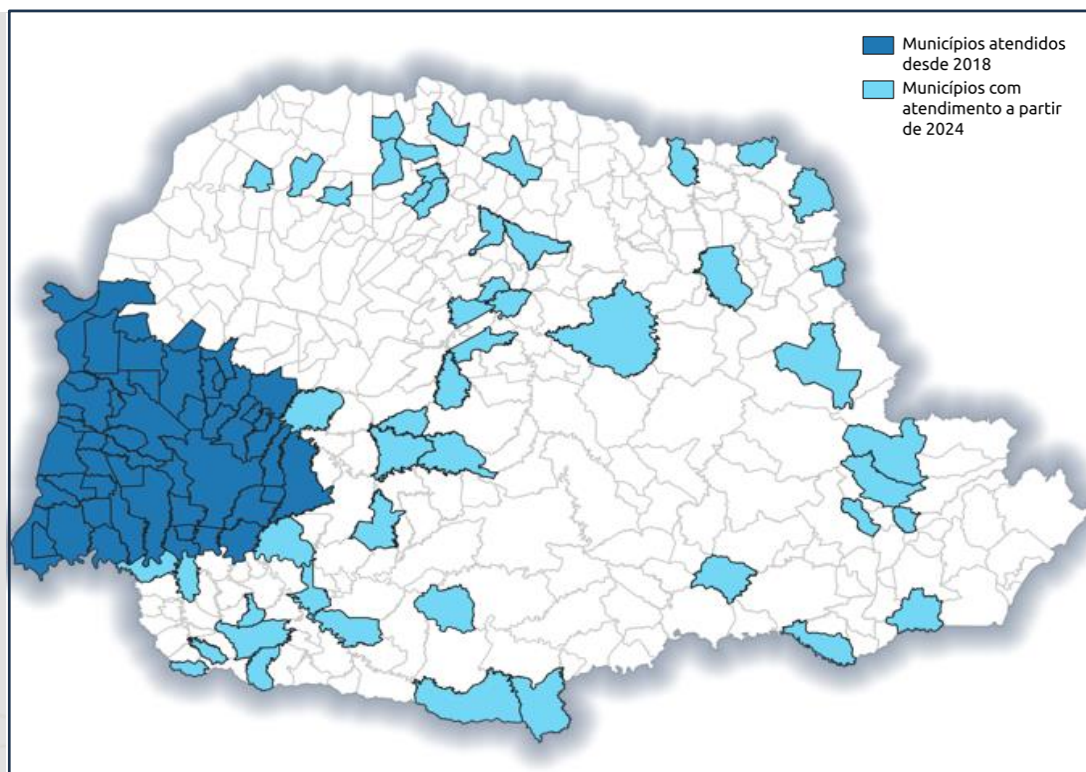 Municípios atendidos
desde 2018
Municípios com
atendimento a partir
de 2024